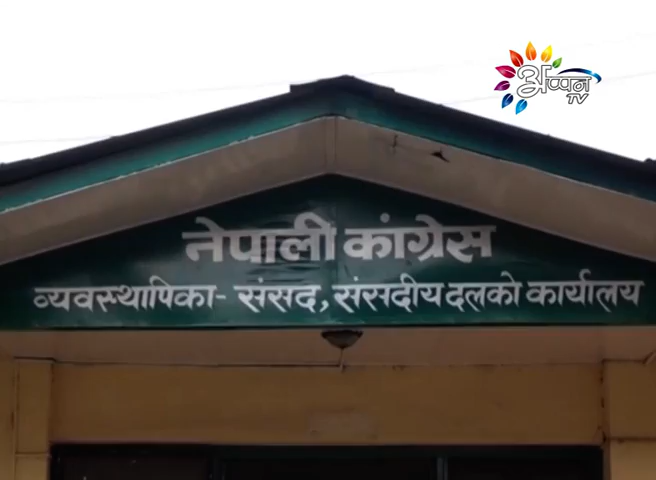 अप्पन
TV
नेपाली कांग्रेस
व्यवस्थापिका- संसद, संसदीय दलको कार्यालय